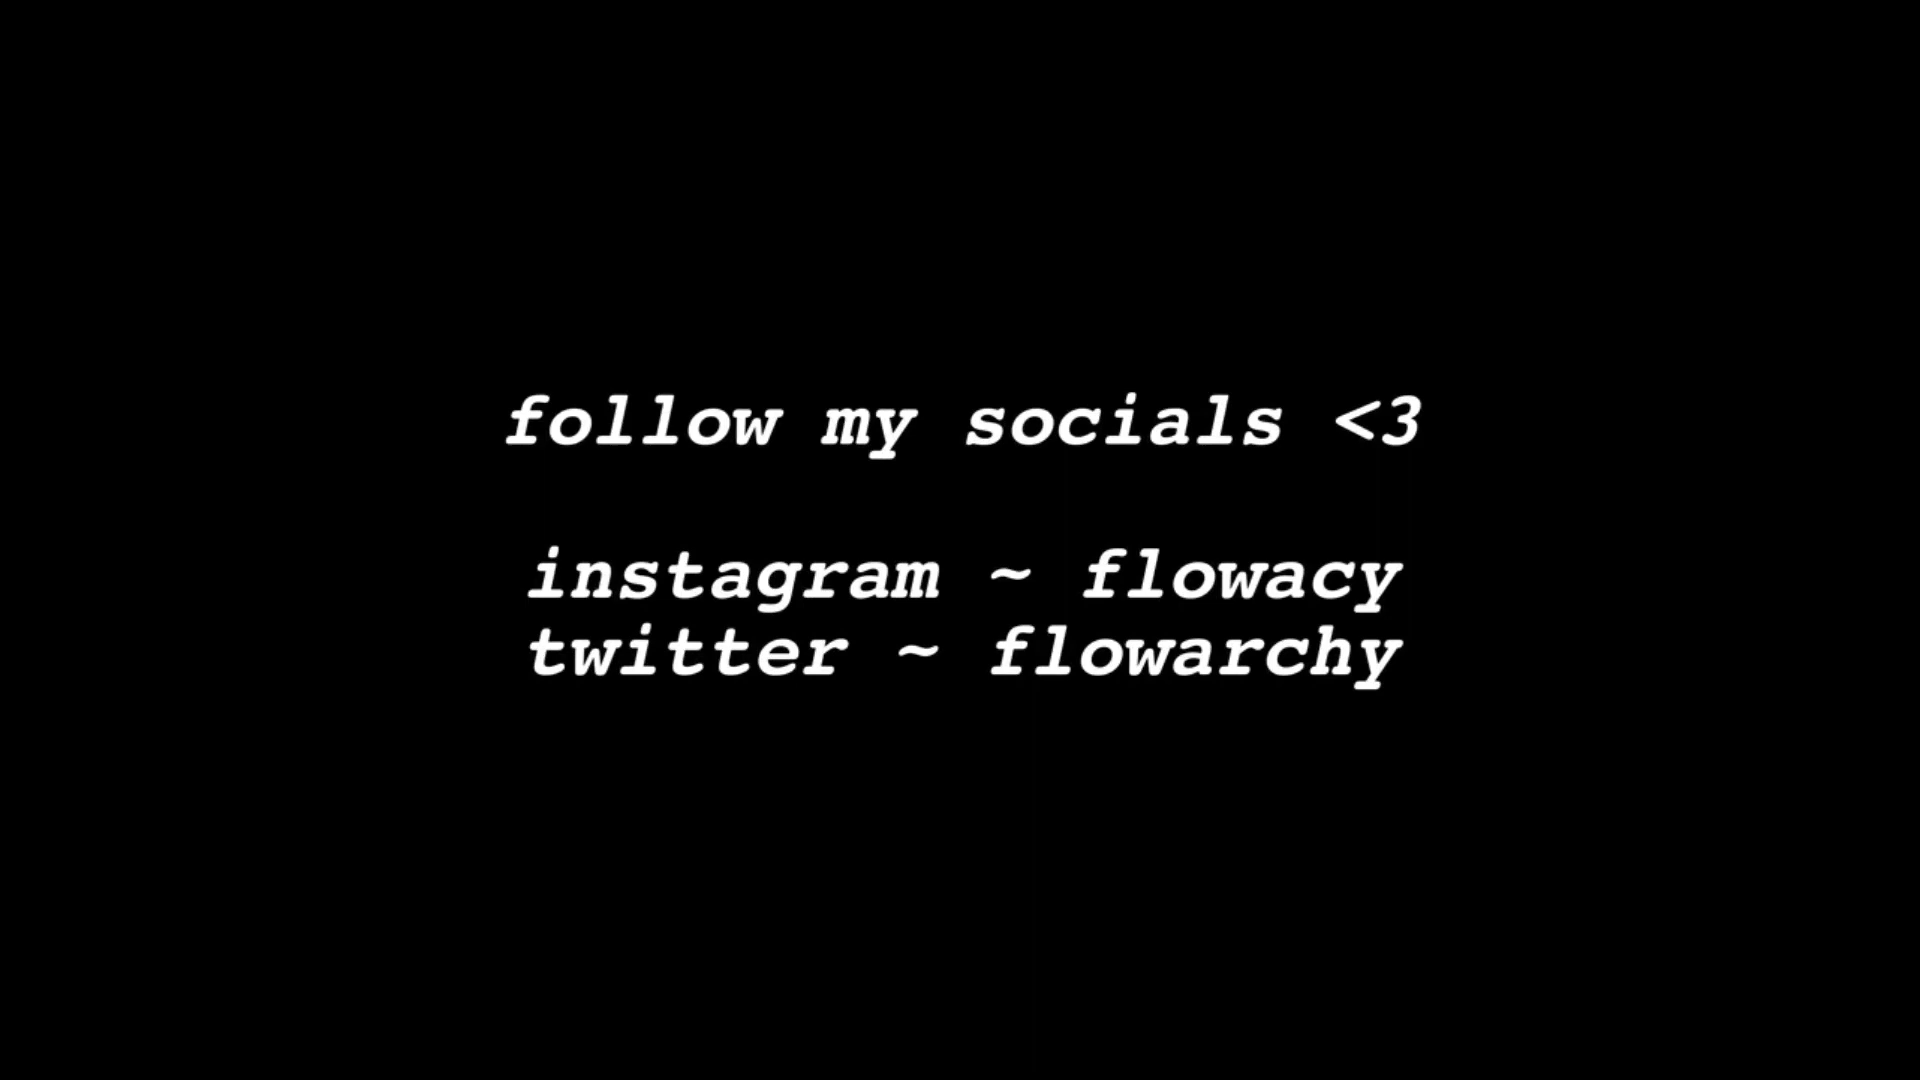 follow my socials <3
instagram ~ flowacy
twitter ~ flowarchy